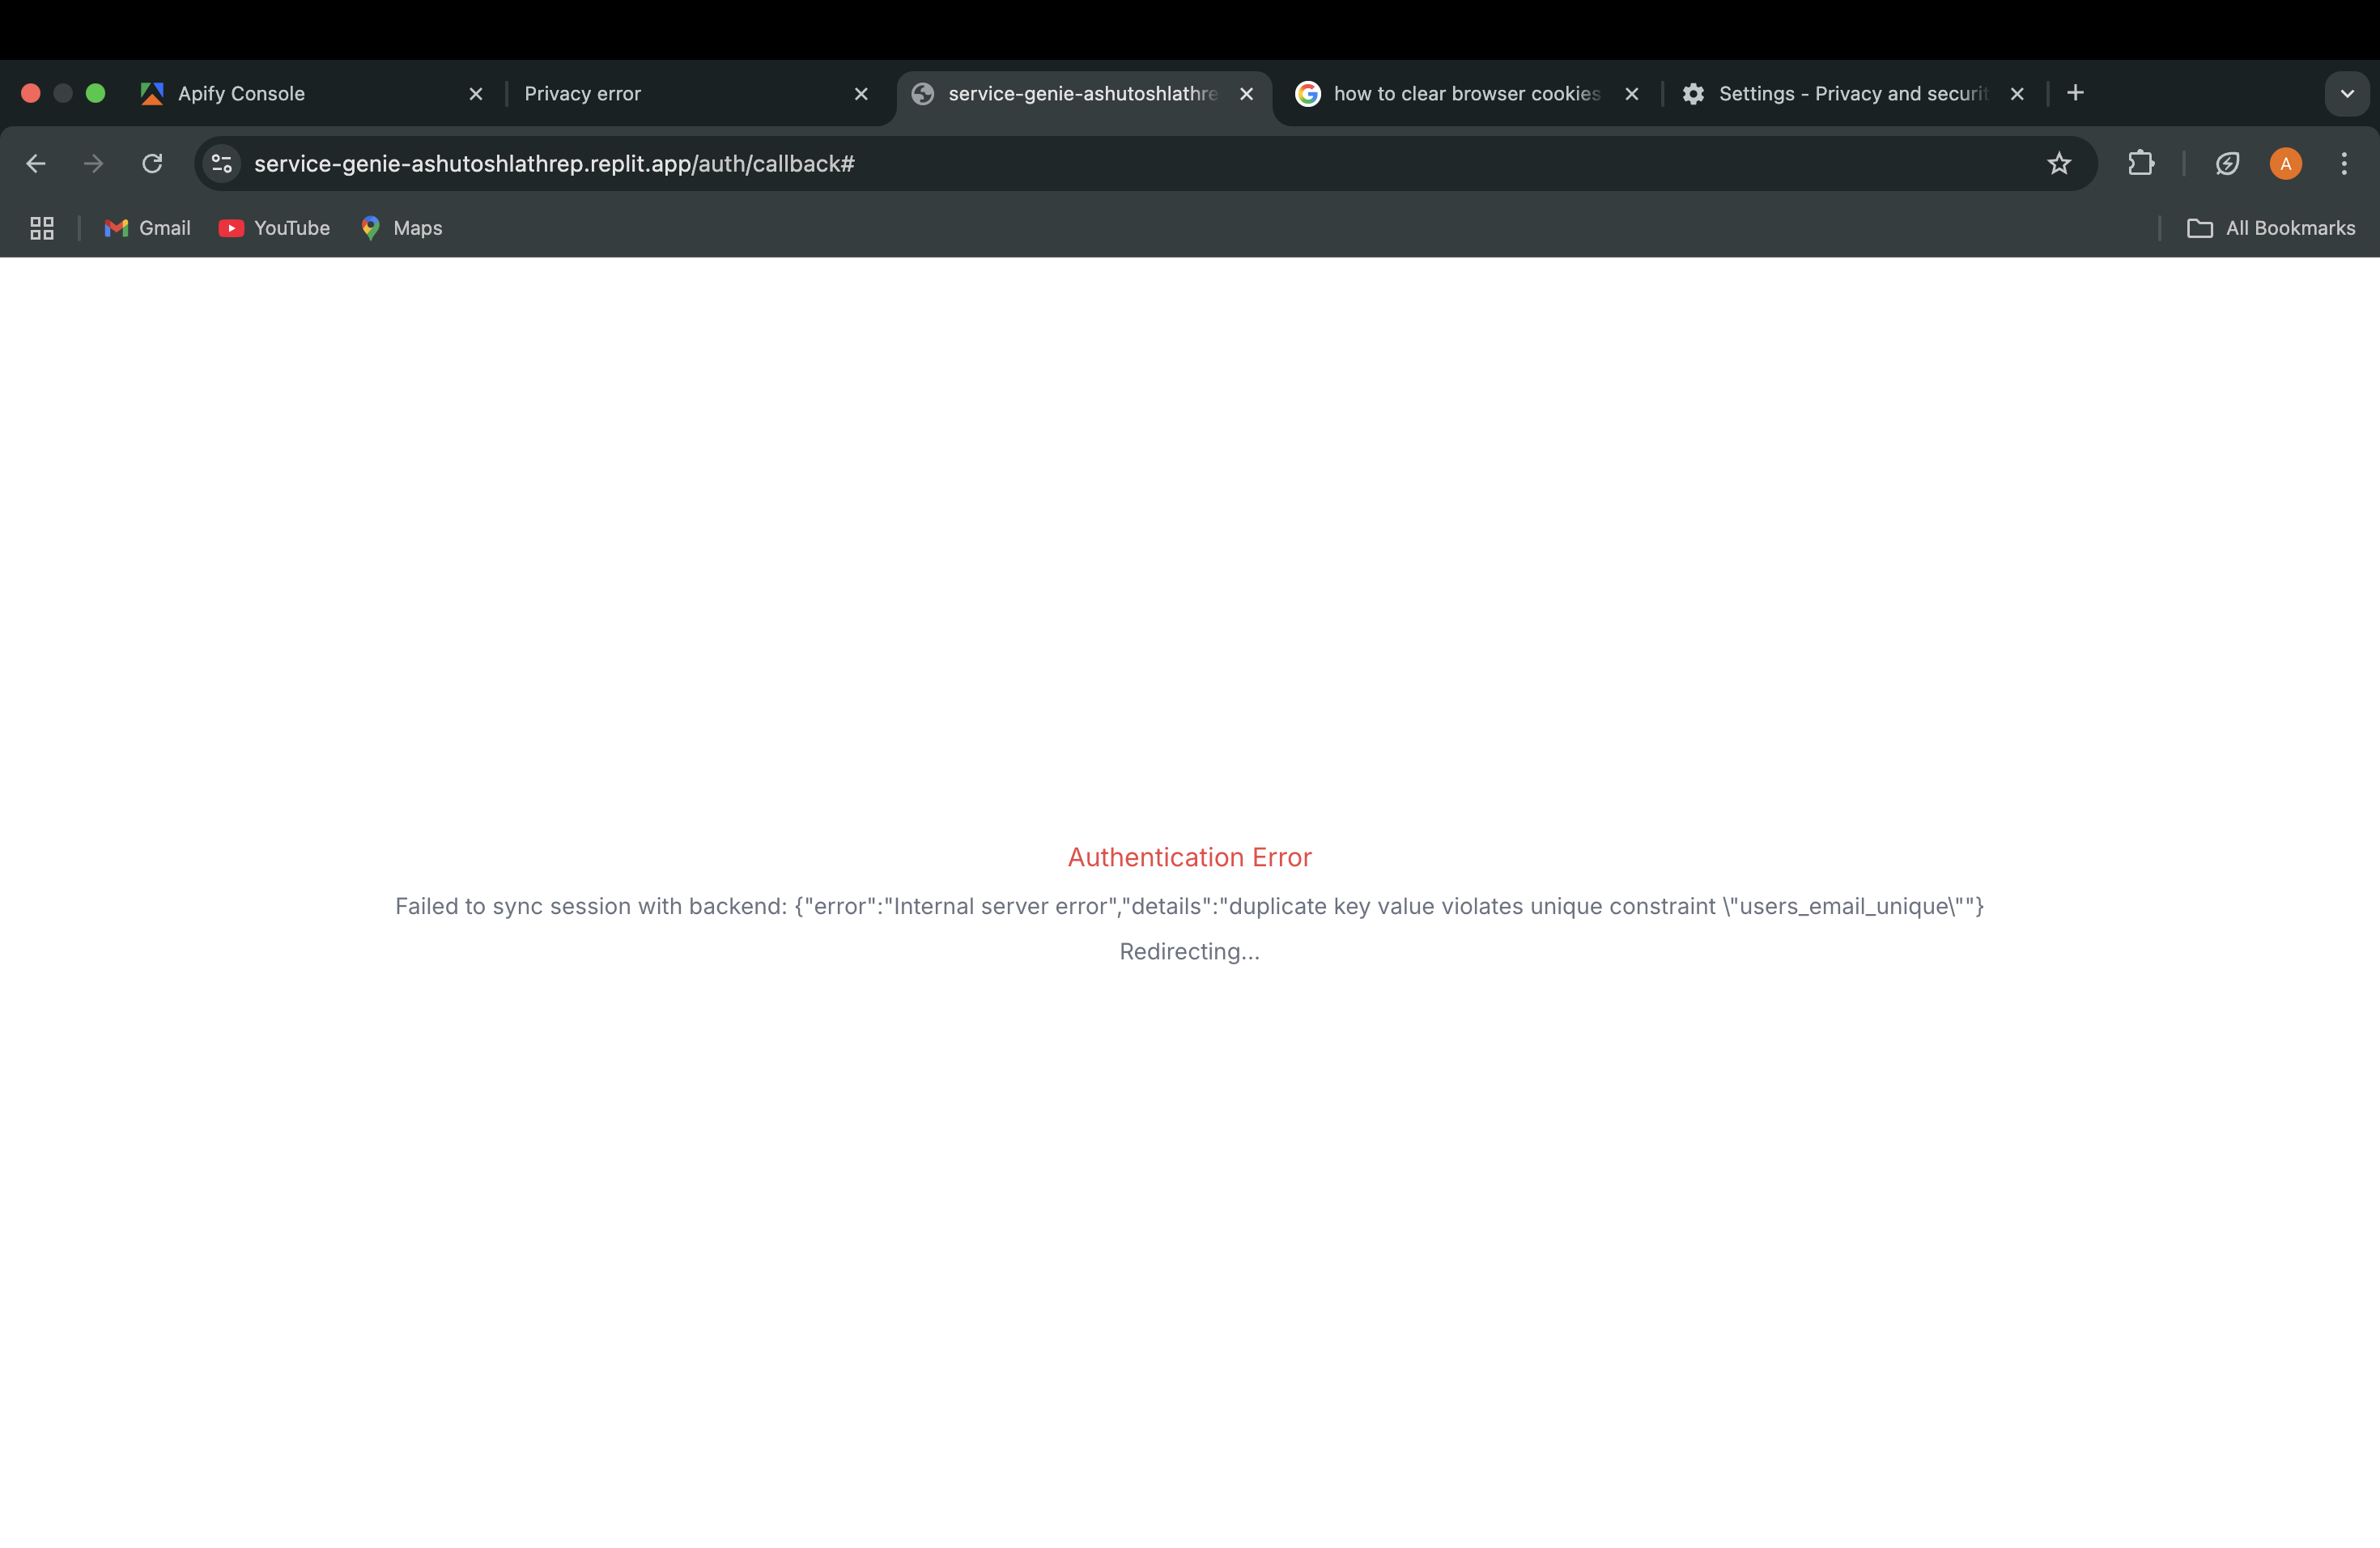 Apify Console
Privacy error
service-genie-ashutoshlathre
how to clear browser cookies
Settings - Privacy and securit
service-genie-ashutoshlathrep.replit.app/auth/callback#
A
Gmail
YouTube
Maps
All Bookmarks
Authentication Error
Failed to sync session with backend: {"error":"Internal server error","details":"duplicate key value violates unique constraint \"users_email_unique\""}
Redirecting...